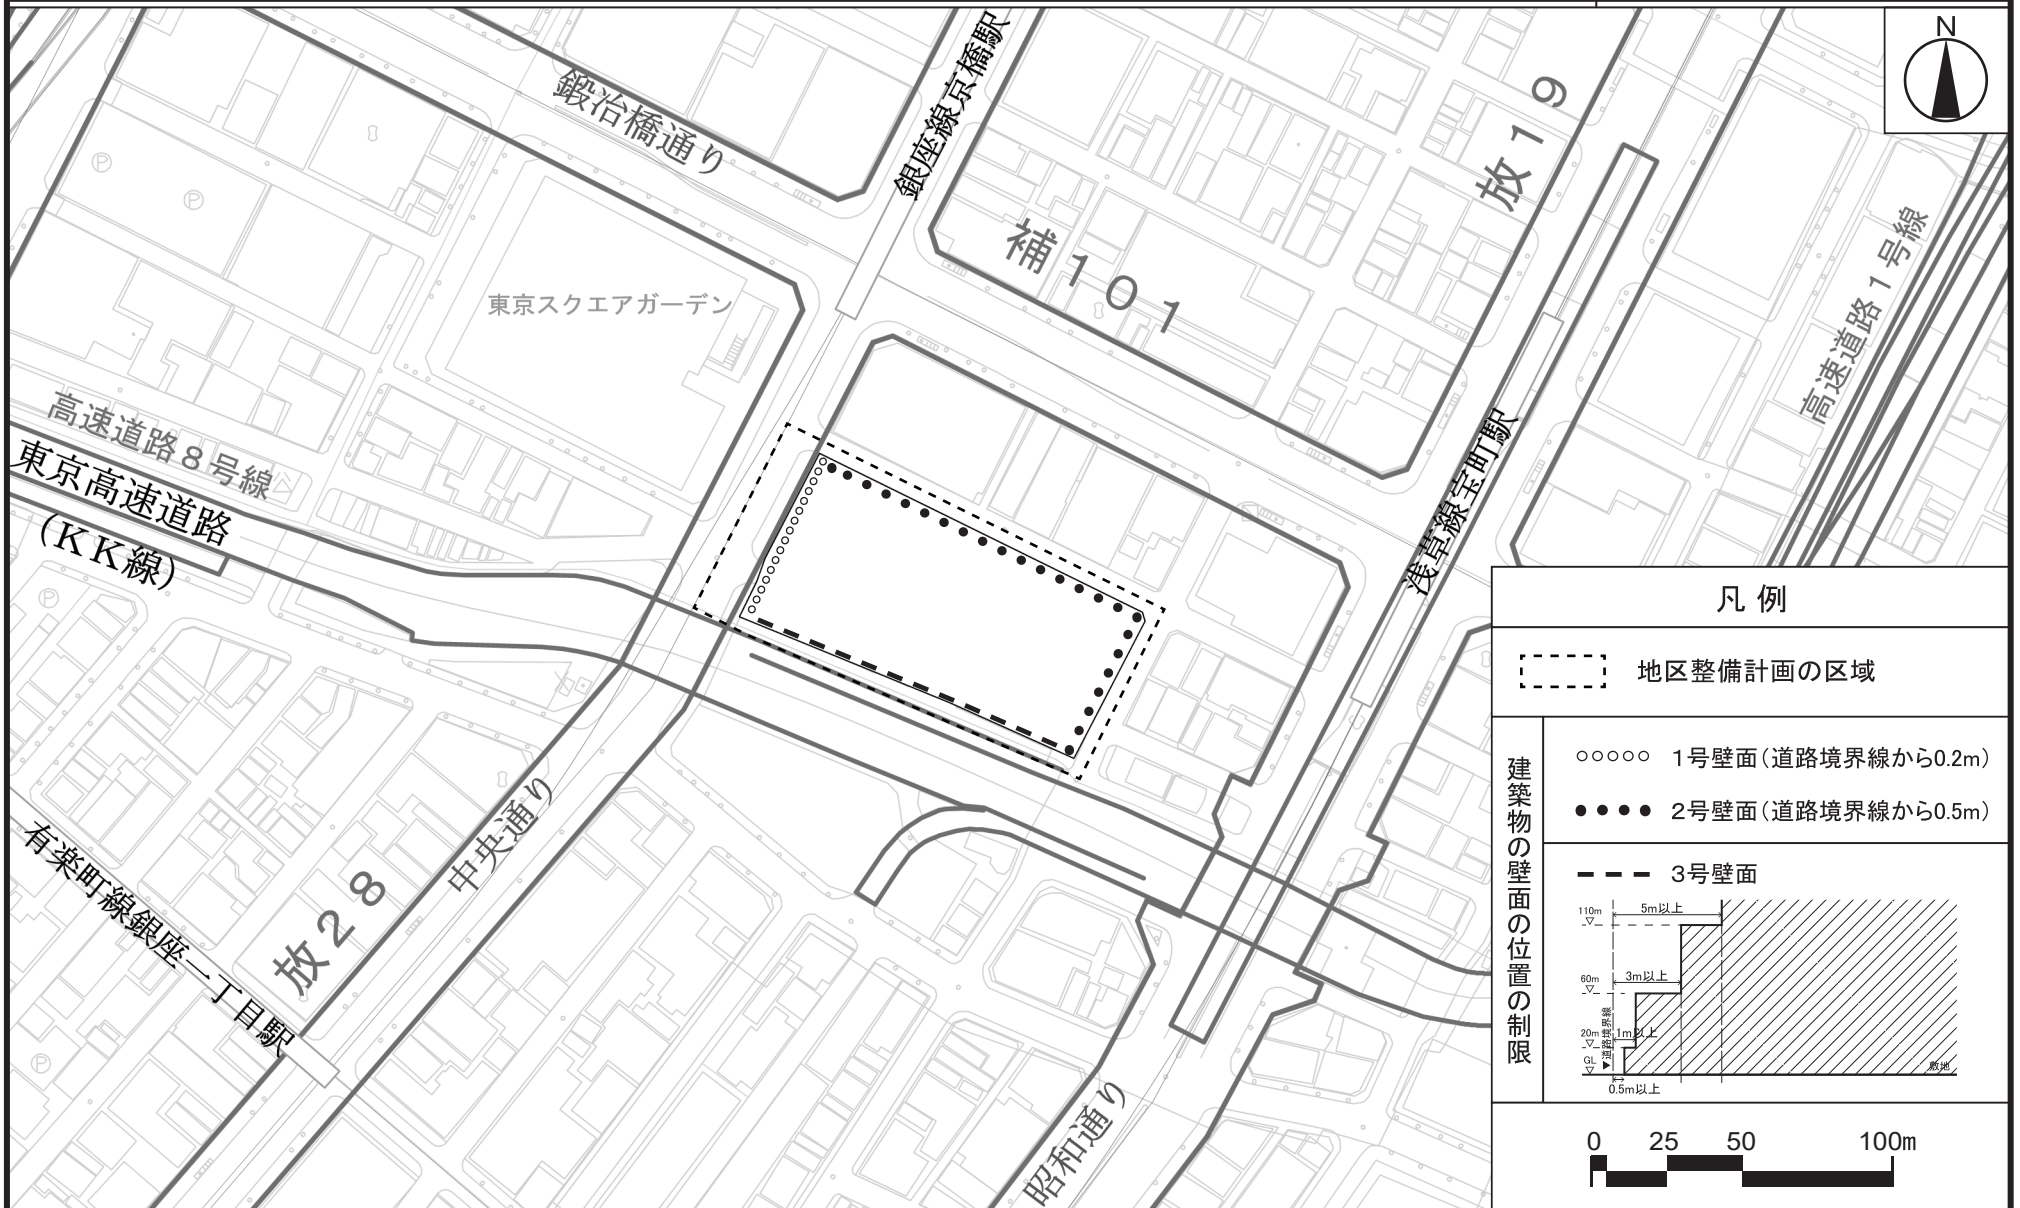 N
鍛冶橋通り
銀座線京橋駅
放19
補101
高速道路1号線
東京スクエアガーデン
高速道路8号線
東京高速道路
(KK線)
浅草線宝町駅
中央通り
放28
有楽町線銀座一丁目駅
昭和通り
P
P
P
P
凡例
地区整備計画の区域
建築物の壁面の位置の制限
1号壁面(道路境界線から0.2m)
2号壁面(道路境界線から0.5m)
3号壁面
110m
5m以上
60m
3m以上
20m
1m以上
道路境界線
GL
敷地
0.5m以上
0 25 50 100m